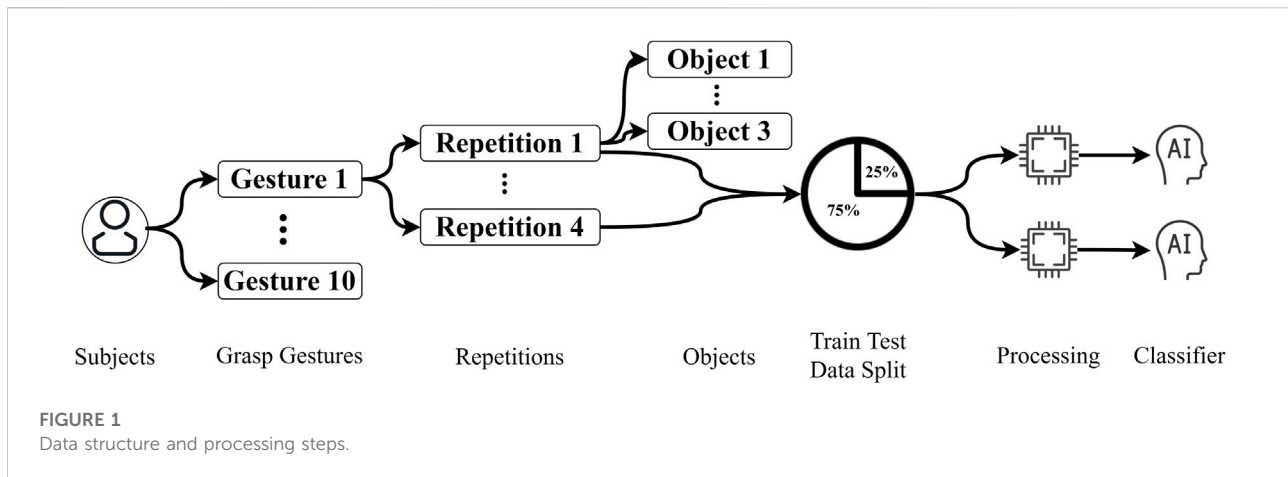 Object 1
⋮
Object 3
Repetition 1
⋮
Repetition 4
Gesture 1
⋮
Gesture 10
25%
75%
AI
AI
Subjects
Grasp Gestures
Repetitions
Objects
Train Test
Data Split
Processing
Classifier
FIGURE 1
Data structure and processing steps.